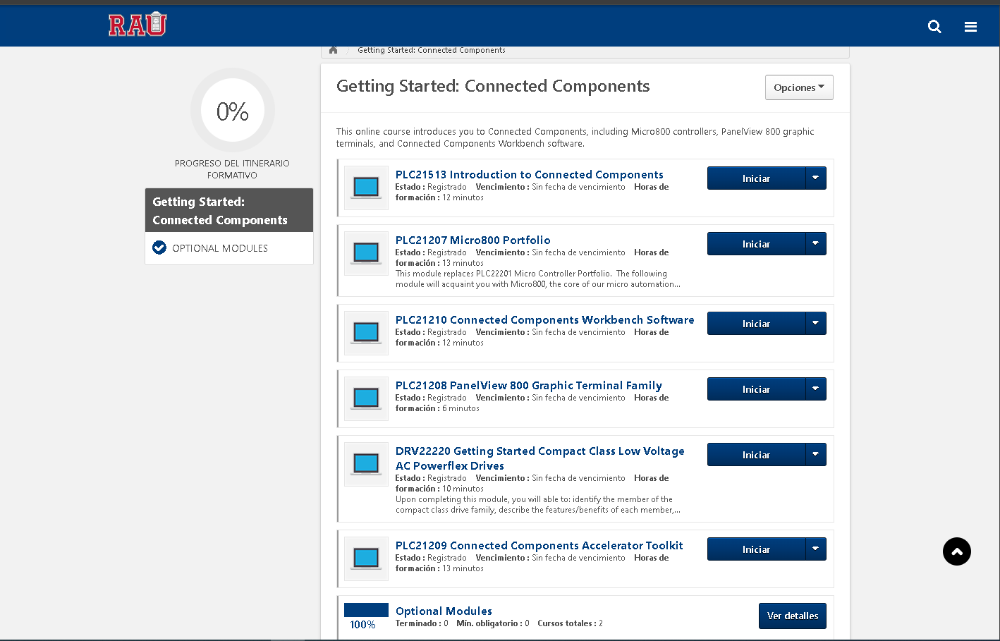 RAU
Getting Started: Connected Components
0%
PROGRESO DEL ITINERARIO
FORMATIVO
Getting Started:
Connected Components
OPTIONAL MODULES
Getting Started: Connected Components
Opciones
This online course introduces you to Connected Components, including Micro800 controllers, PanelView 800 graphic
terminals, and Connected Components Workbench software.
PLC21513 Introduction to Connected Components
Estado : Registrado Vencimiento : Sin fecha de vencimiento Horas de
formación : 12 minutos
Iniciar
PLC21207 Micro800 Portfolio
Estado : Registrado Vencimiento : Sin fecha de vencimiento Horas de
formación : 13 minutos
This module replaces PLC22201 Micro Controller Portfolio. The following
module will acquaint you with Micro800, the core of our micro automation...
Iniciar
PLC21210 Connected Components Workbench Software
Estado : Registrado Vencimiento : Sin fecha de vencimiento Horas de
formación : 12 minutos
Iniciar
PLC21208 PanelView 800 Graphic Terminal Family
Estado : Registrado Vencimiento : Sin fecha de vencimiento Horas de
formación : 6 minutos
Iniciar
DRV22220 Getting Started Compact Class Low Voltage
AC Powerflex Drives
Estado : Registrado Vencimiento : Sin fecha de vencimiento Horas de
formación : 10 minutos
Upon completing this module, you will able to: identify the member of the
compact class drive family, describe the features/benefits of each member,...
Iniciar
PLC21209 Connected Components Accelerator Toolkit
Estado : Registrado Vencimiento : Sin fecha de vencimiento Horas de
formación : 13 minutos
Iniciar
100%
Optional Modules
Terminado : 0 Mín. obligatorio : 0 Cursos totales : 2
Ver detalles